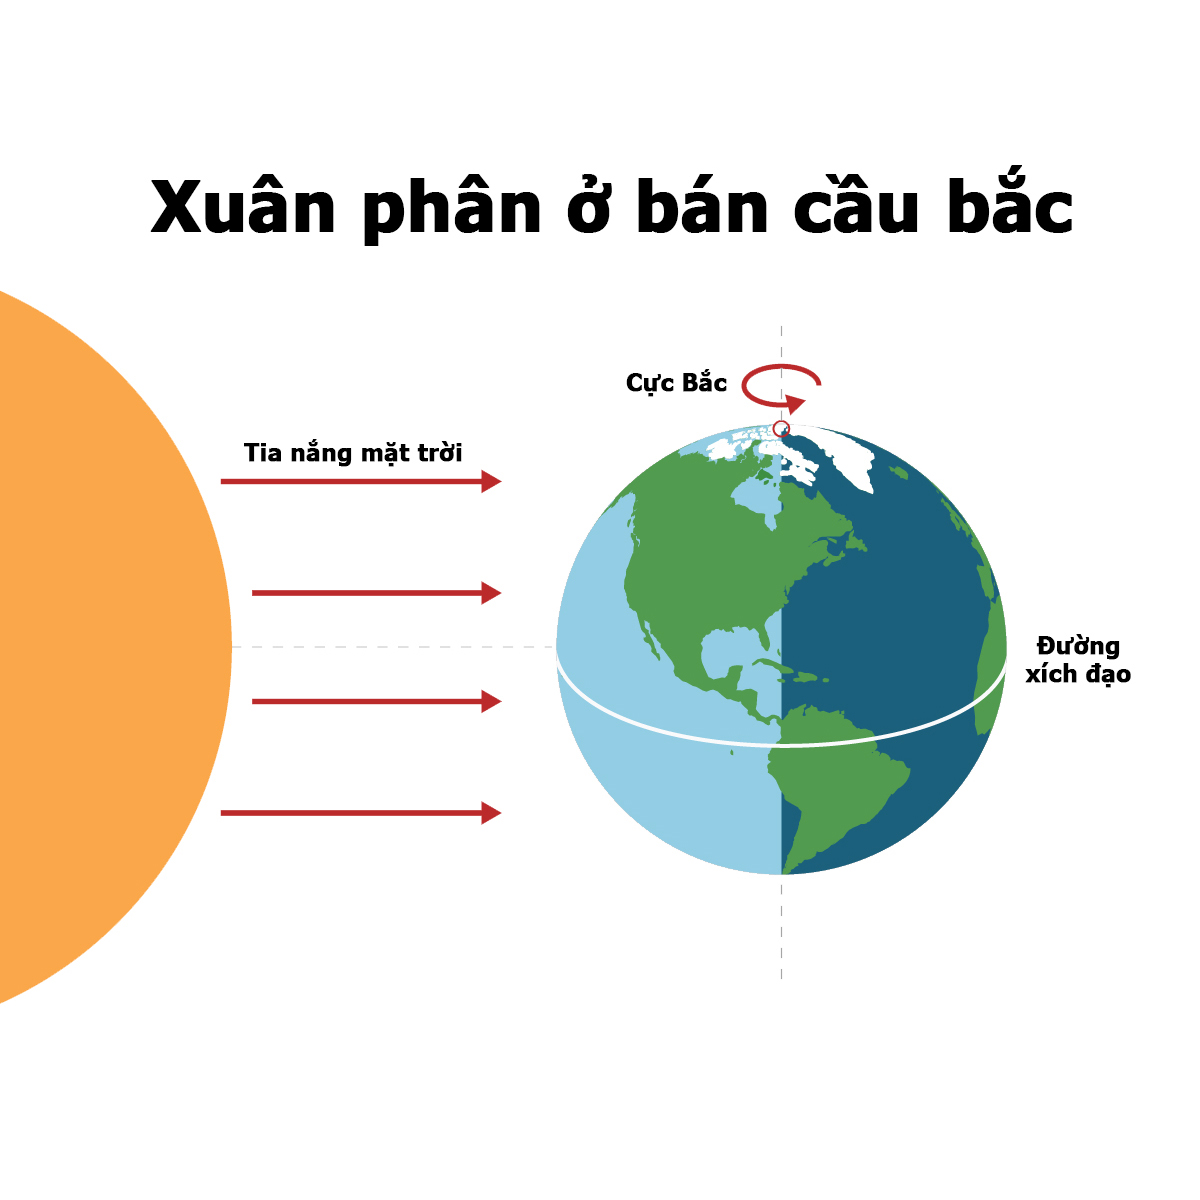 Xuân phân ở bán cầu bắc
Cực Bắc
Tia nắng mặt trời
Đường
xích đạo